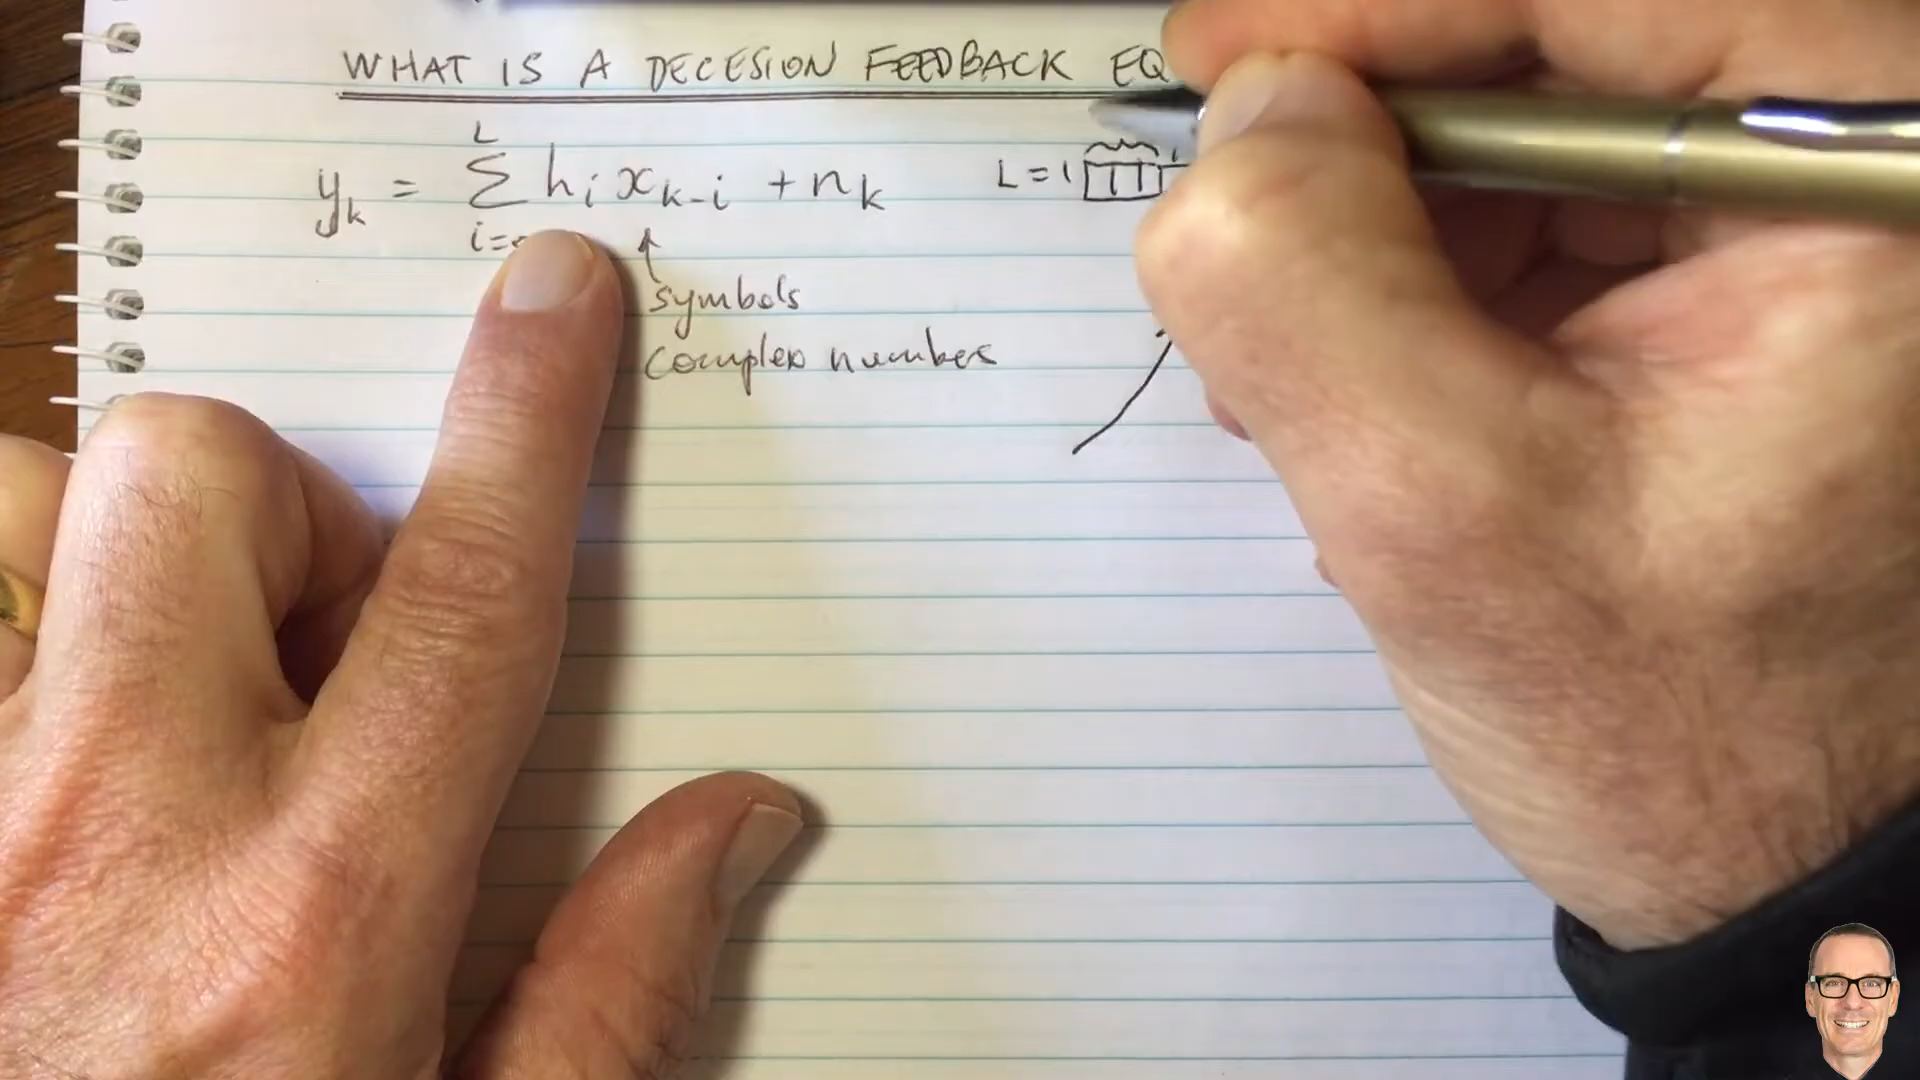 WHAT IS A DECESION FEEDBACK EQ
L
y_k = Σ h_i x_{k-i} + n_k
L = 1
i=
symbols
complex numbers